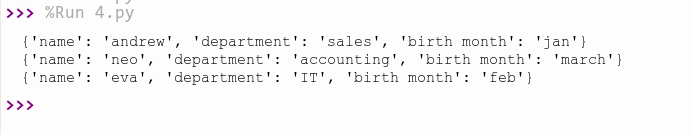 >>> %Run 4.py
{'name': 'andrew', 'department': 'sales', 'birth month': 'jan'}
{'name': 'neo', 'department': 'accounting', 'birth month': 'march'}
{'name': 'eva', 'department': 'IT', 'birth month': 'feb'}
>>>